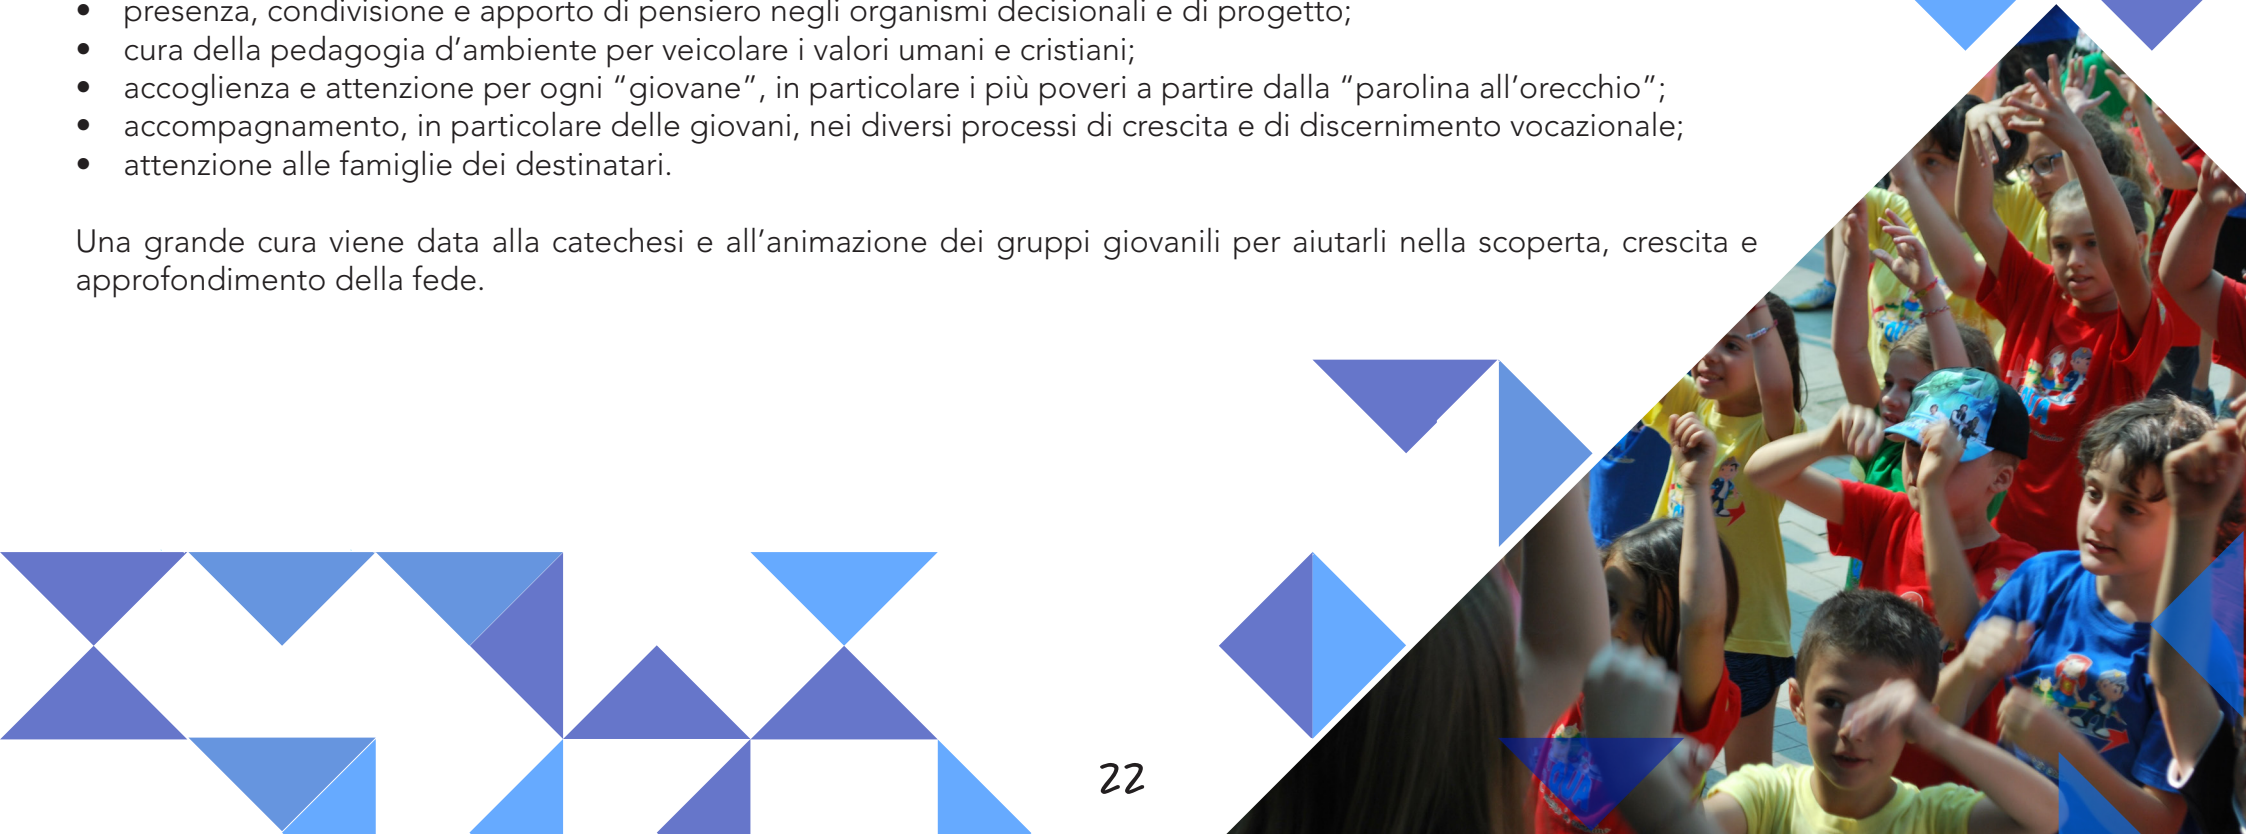 • presenza, condivisione e apporto di pensiero negli organismi decisionali e di progetto;
• cura della pedagogia d’ambiente per veicolare i valori umani e cristiani;
• accoglienza e attenzione per ogni “giovane”, in particolare i più poveri a partire dalla “parolina all’orecchio”;
• accompagnamento, in particolare delle giovani, nei diversi processi di crescita e di discernimento vocazionale;
• attenzione alle famiglie dei destinatari.
Una grande cura viene data alla catechesi e all’animazione dei gruppi giovanili per aiutarli nella scoperta, crescita e
approfondimento della fede.
22